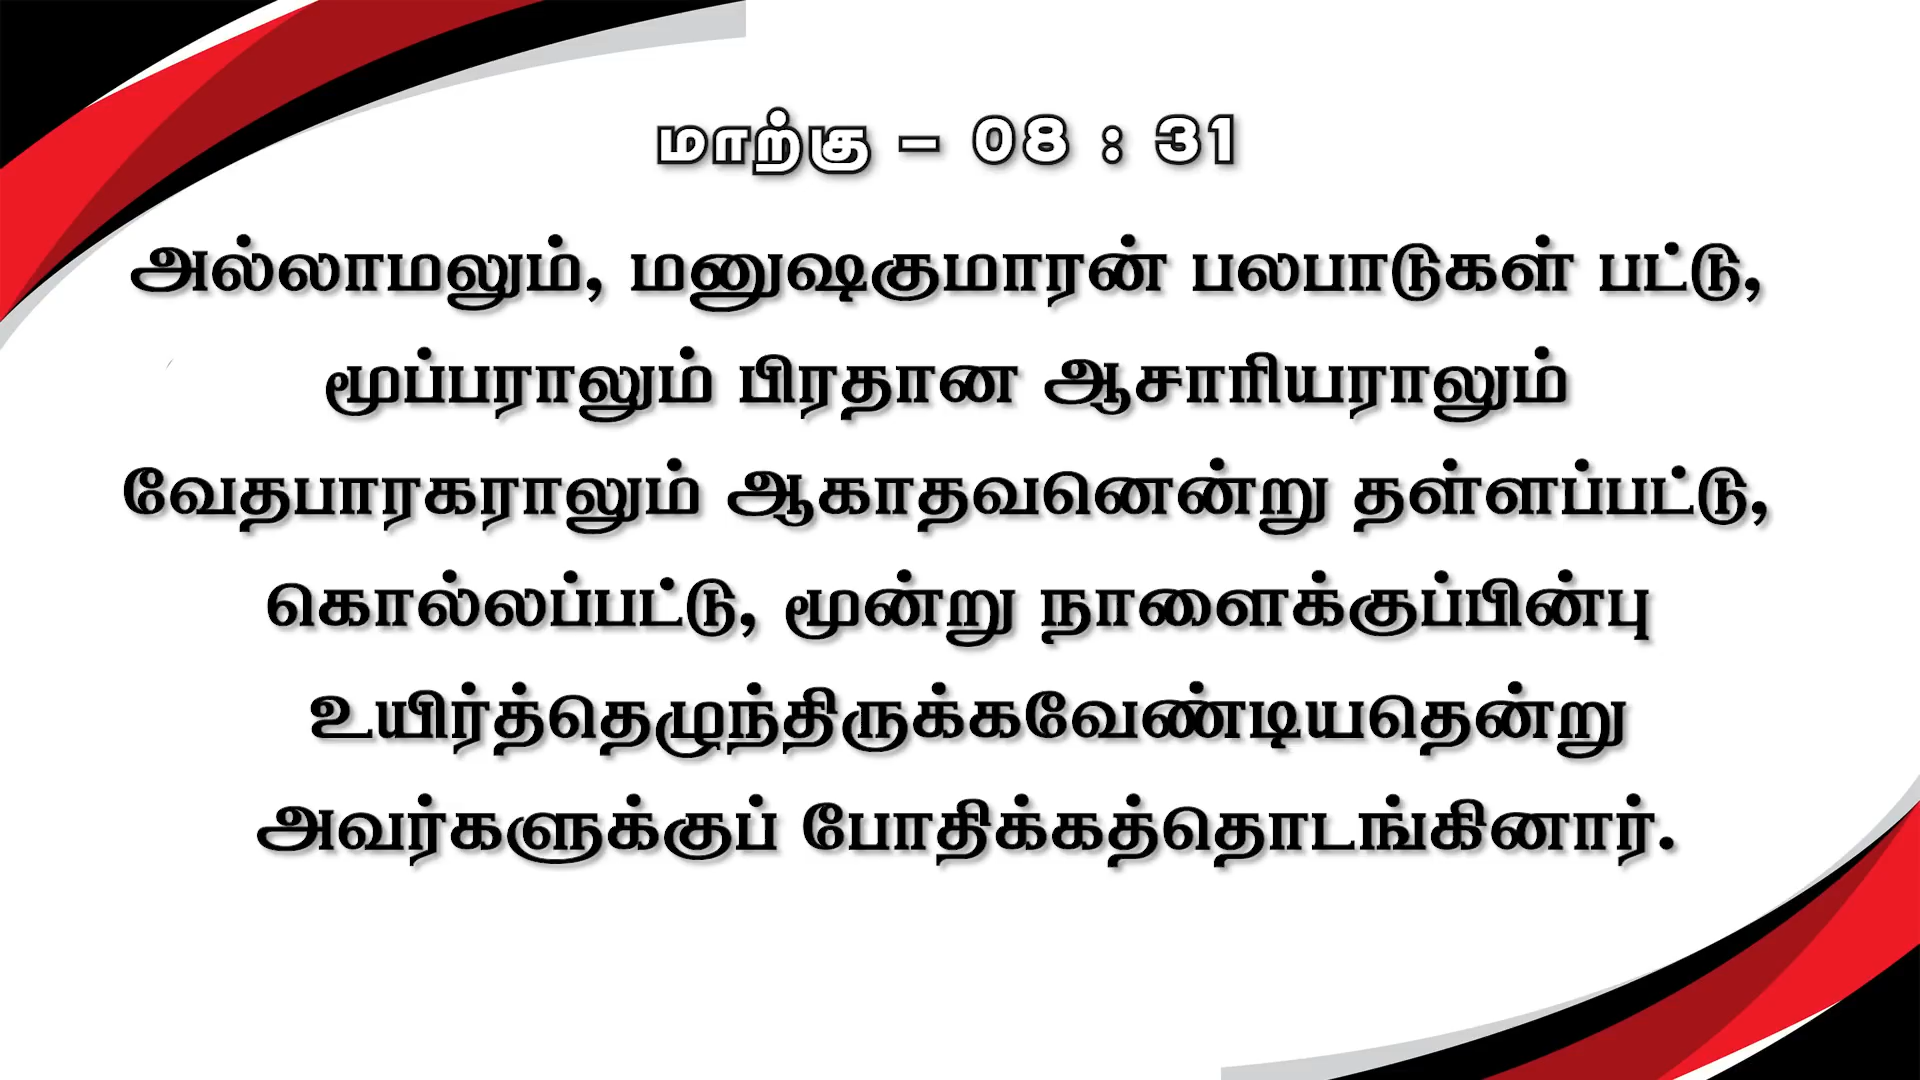 மாற்கு – 08 : 31
அல்லாமலும், மனுஷகுமாரன் பலபாடுகள் பட்டு,
மூப்பராலும் பிரதான ஆசாரியராலும்
வேதபாரகராலும் ஆகாதவனென்று தள்ளப்பட்டு,
கொல்லப்பட்டு, மூன்று நாளைக்குப்பின்பு
உயிர்த்தெழுந்திருக்கவேண்டியதென்று
அவர்களுக்குப் போதிக்கத்தொடங்கினார்.